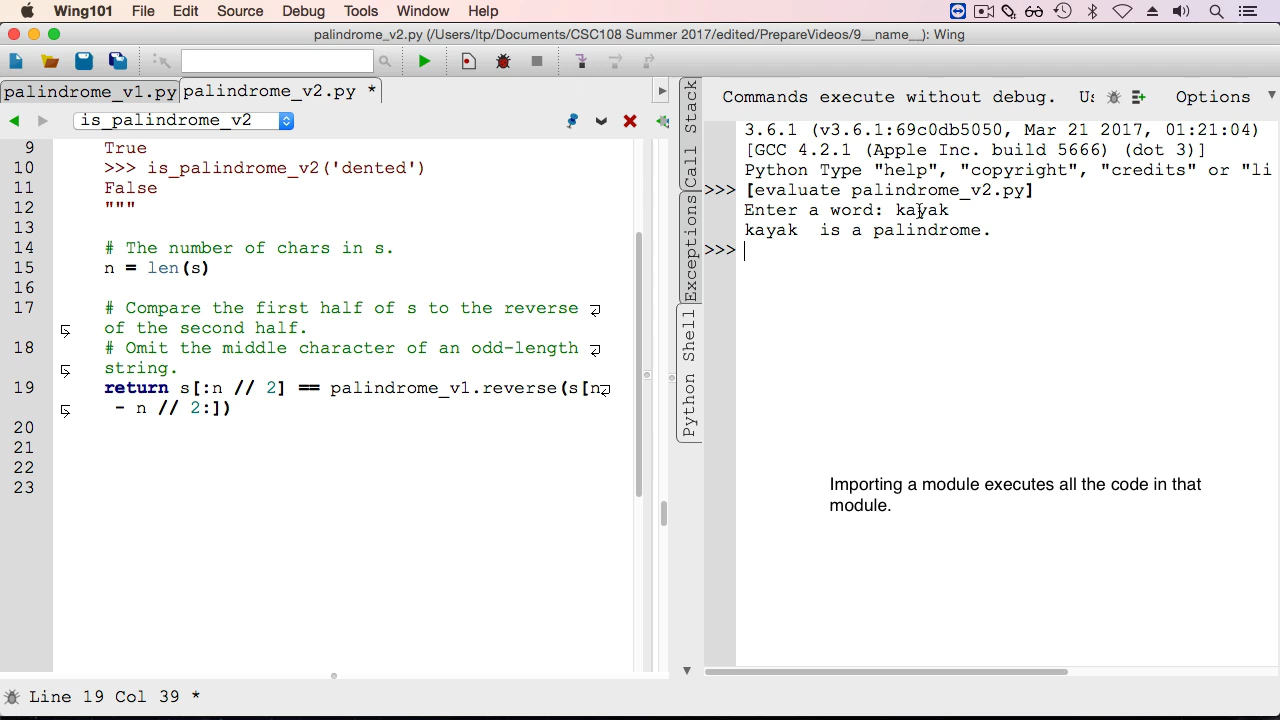 Wing101 File Edit Source Debug Tools Window Help
palindrome_v2.py (/Users/ltp/Documents/CSC108 Summer 2017/edited/PrepareVideos/9__name__): Wing
palindrome_v1.py palindrome_v2.py *
is_palindrome_v2
9 True
10 >>> is_palindrome_v2('dented')
11 False
12 """
13
14 # The number of chars in s.
15 n = len(s)
16
17 # Compare the first half of s to the reverse
of the second half.
18 # Omit the middle character of an odd-length
string.
19 return s[:n // 2] == palindrome_v1.reverse(s[n
- n // 2:])
20
21
22
23
Line 19 Col 39 *
Call Stack
Exceptions
Python Shell
Commands execute without debug. Options
3.6.1 (v3.6.1:69c0db5050, Mar 21 2017, 01:21:04)
[GCC 4.2.1 (Apple Inc. build 5666) (dot 3)]
Python Type "help", "copyright", "credits" or "li
>>> [evaluate palindrome_v2.py]
Enter a word: kayak
kayak  is a palindrome.
>>>
Importing a module executes all the code in that
module.